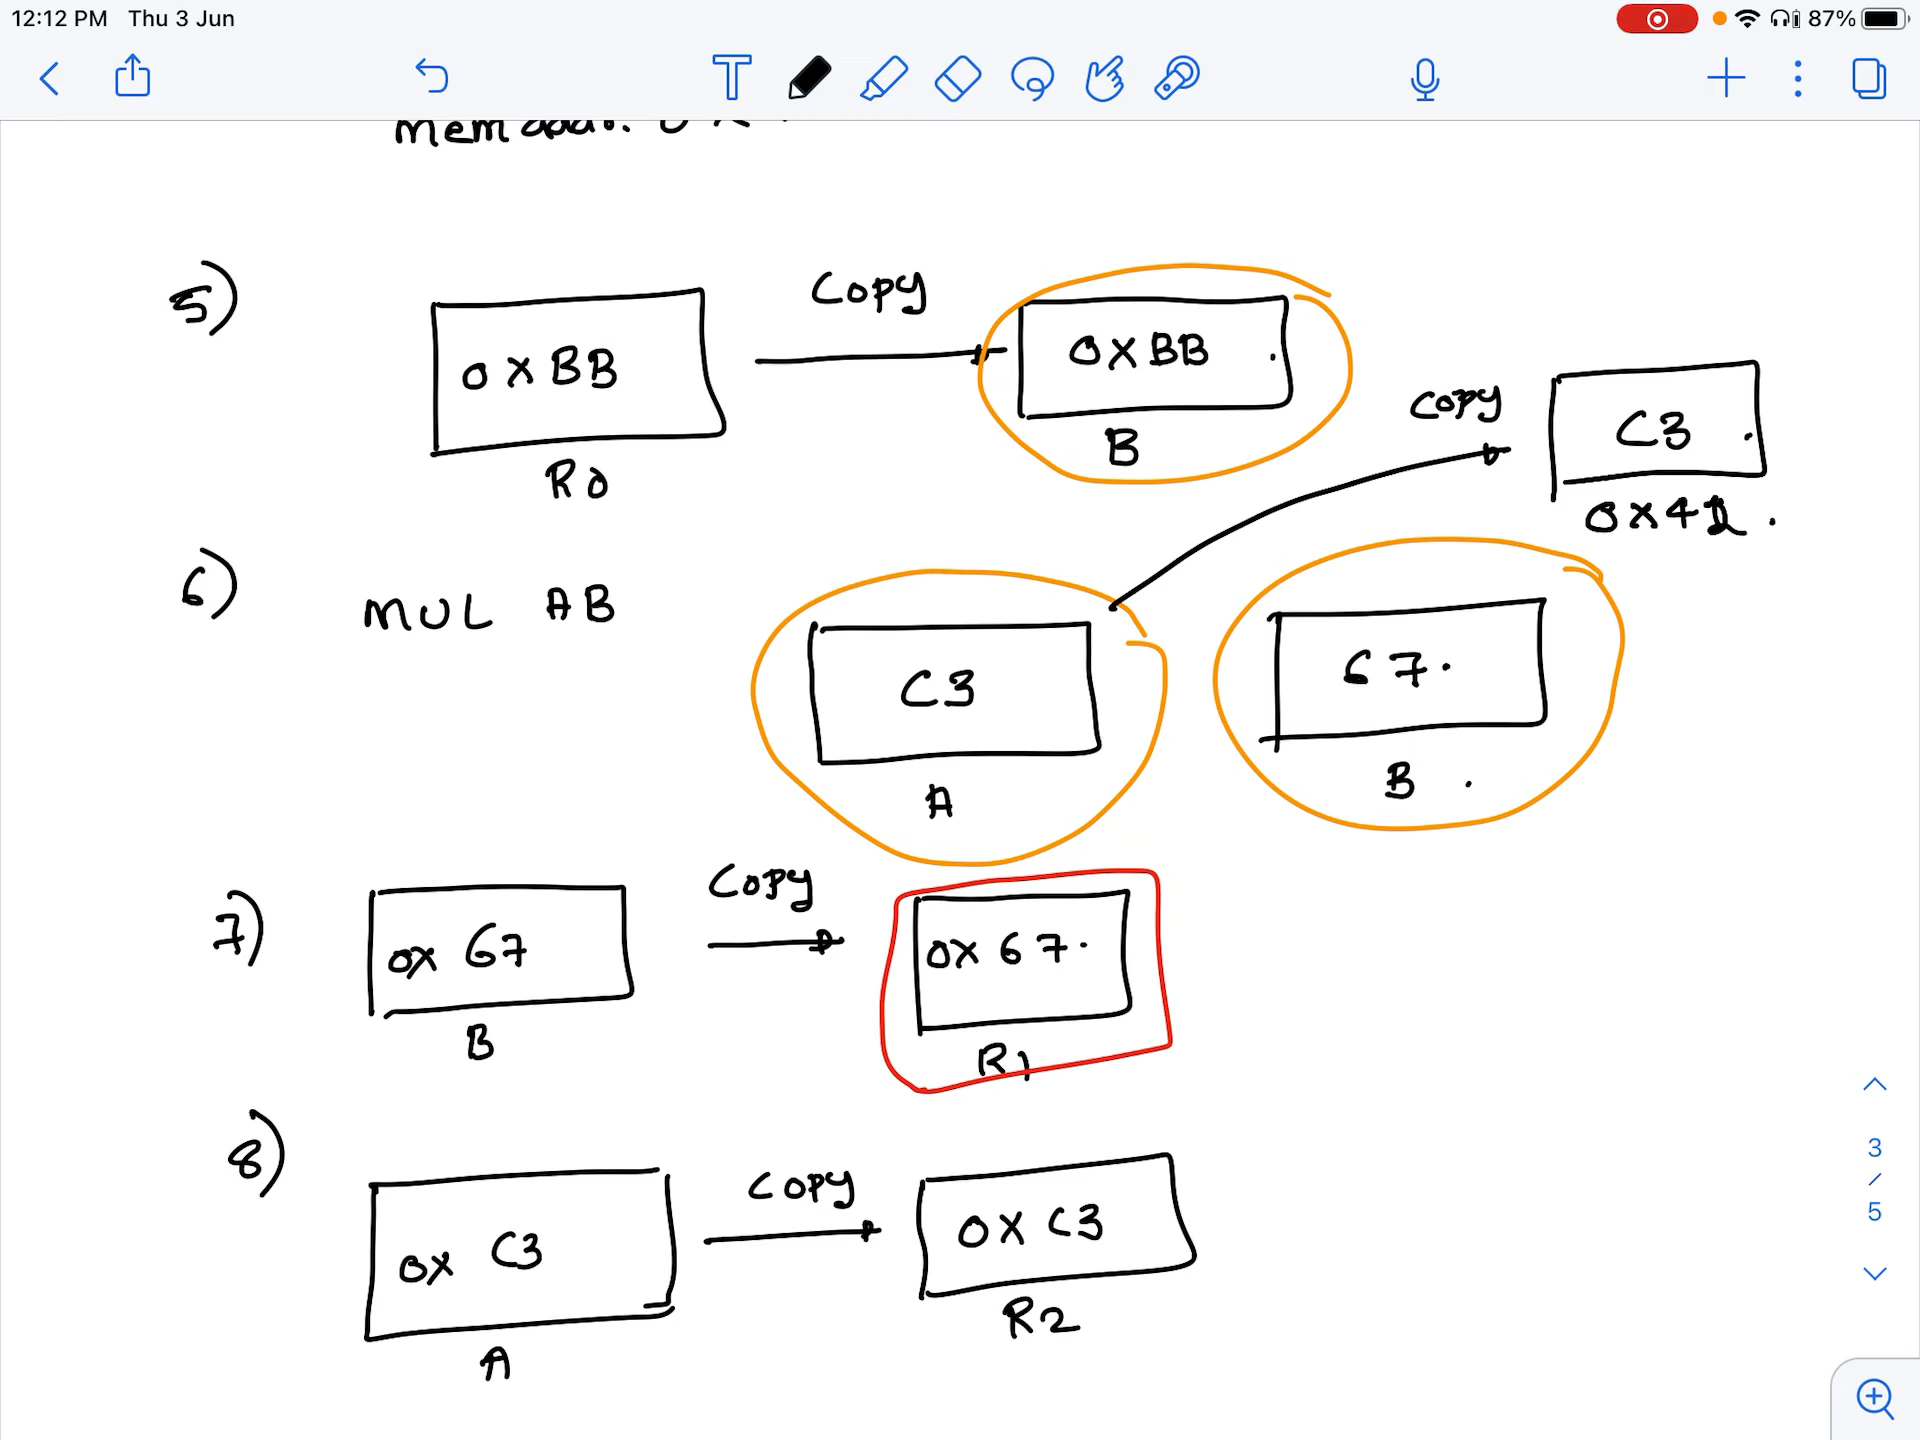 12:12 PM Thu 3 Jun
87%
T
5)
0XBB
R0
Copy
0XBB
B
Copy
C3
6)
MUL AB
C3
A
67.
B .
7)
0X 67
B
Copy
0X 67.
R1
8)
0X C3
A
Copy
0X C3
R2
3
/
5